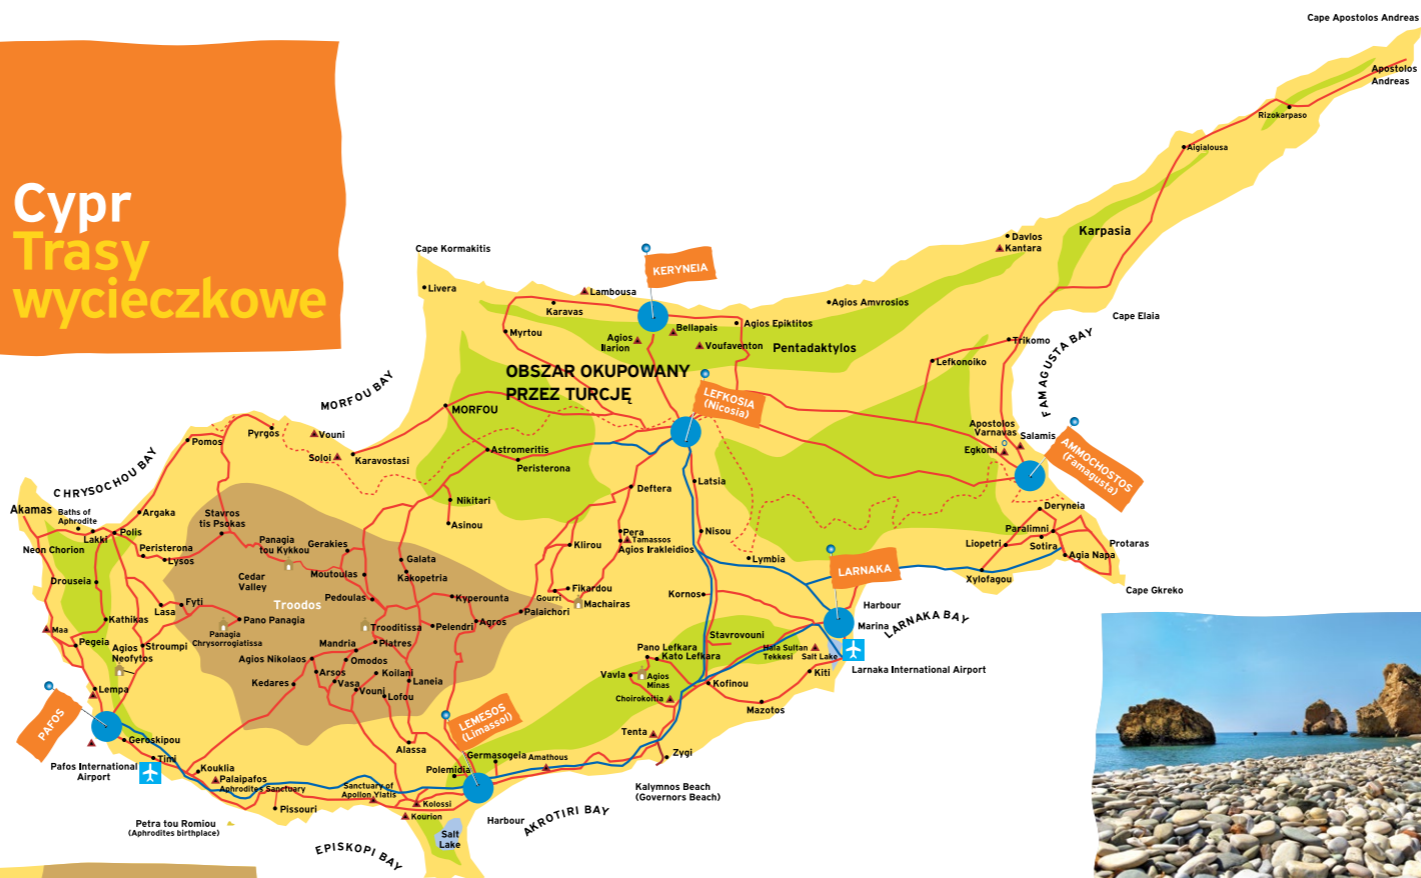 Cape Apostolos Andreas
Apostolos
Andreas
Rizokarpaso
Aigialousa
Cypr
Trasy
wycieczkowe
Karpasia
Davlos
Kantara
Cape Kormakitis
KERYNEIA
Livera
Lambousa
Karavas
Agios Amvrosios
Cape Elaia
Myrtou
Agios
Ilarion
Bellapais
Agios Epiktitos
Voufaventon
Pentadaktylos
Trikomo
FAMAGUSTA BAY
Lefkonoiko
OBSZAR OKUPOWANY
PRZEZ TURCJĘ
LEFKOSIA
(Nicosia)
MORFOU BAY
MORFOU
Apostolos
Varnavas
Salamis
Egkomi
AMMOCHOSTOS
(Famagusta)
Pyrgos
Vouni
Pomos
Soloi
Karavostasi
Astromeritis
Peristerona
CHRYSOCHOU BAY
Deftera
Latsia
Akamas
Baths of
Aphrodite
Argaka
Stavros
tis Psokas
Nikitari
Asinou
Deryneia
Lakki
Polis
Neon Chorion
Peristerona
Lysos
Panagia
tou Kykkou
Gerakies
Galata
Klirou
Pera
Tamassos
Agios Irakleidios
Nisou
Lymbia
Paralimni
Liopetri
Sotira
Protaras
Agia Napa
Xylofagou
Cape Gkreko
Drouseia
Cedar
Valley
Moutoulas
Kakopetria
LARNAKA
Troodos
Pedoulas
Kyperounta
Gourri
Fikardou
Machairas
Kornos
Harbour
Marina
LARNAKA BAY
Lasa
Fyti
Kathikas
Pano Panagia
Panagia
Chrysorrogiatissa
Trooditissa
Pelendri
Agros
Palaichori
Stavrovouni
Maa
Pegeia
Agios
Neofytos
Stroumpi
Mandria
Platres
Pano Lefkara
Kato Lefkara
Hala Sultan
Tekkesi
Salt Lake
Larnaka International Airport
Agios Nikolaos
Omodos
Arsos
Koilani
Vavla
Agios
Minas
Kiti
Kedares
Vasa
Vouni
Lofou
Laneia
Choirokoitia
Kofinou
Mazotos
Lempa
PAFOS
LEMESOS
(Limassol)
Geroskipou
Tenta
Zygi
Alassa
Timi
Pafos International
Airport
Germasogeia
Amathous
Polemidia
Kouklia
Palaipafos
Aphrodites Sanctuary
Sanctuary of
Apollon Ylatis
Kolossi
Kourion
Pissouri
Kalymnos Beach
(Governors Beach)
Petra tou Romiou
(Aphrodites birthplace)
Harbour
AKROTIRI BAY
Salt
Lake
EPISKOPI BAY